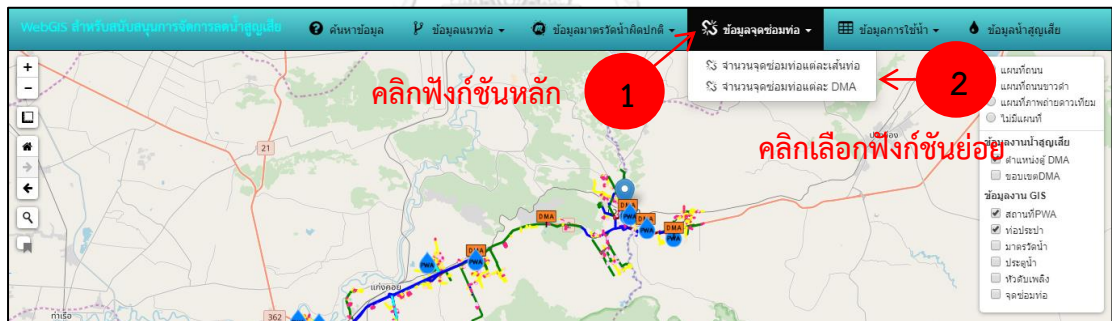 WebGIS สำหรับสนับสนุนการจัดการลดน้ำสูญเสีย
ค้นหาข้อมูล
ข้อมูลแนวท่อ
ข้อมูลมาตรวัดน้ำผิดปกติ
ข้อมูลจุดซ่อมท่อ
ข้อมูลการใช้น้ำ
ข้อมูลน้ำสูญเสีย
จำนวนจุดซ่อมท่อแต่ละเส้นท่อ
จำนวนจุดซ่อมท่อแต่ละ DMA
คลิกฟังก์ชันหลัก
1
2
คลิกเลือกฟังก์ชันย่อย
แผนที่ถนน
แผนที่ถนนขาวดำ
แผนที่ภาพถ่ายดาวเทียม
ไม่มีแผนที่
ข้อมูลงานน้ำสูญเสีย
ตำแหน่งตู้ DMA
ขอบเขตDMA
ข้อมูลงาน GIS
สถานที่PWA
ท่อประปา
มาตรวัดน้ำ
ประตูน้ำ
หัวดับเพลิง
จุดซ่อมท่อ
21
DMA
DMA
DMA
DMA
DMA
PWA
PWA
PWA
PWA
PWA
แก่งคอย
ท่าเรือ
362